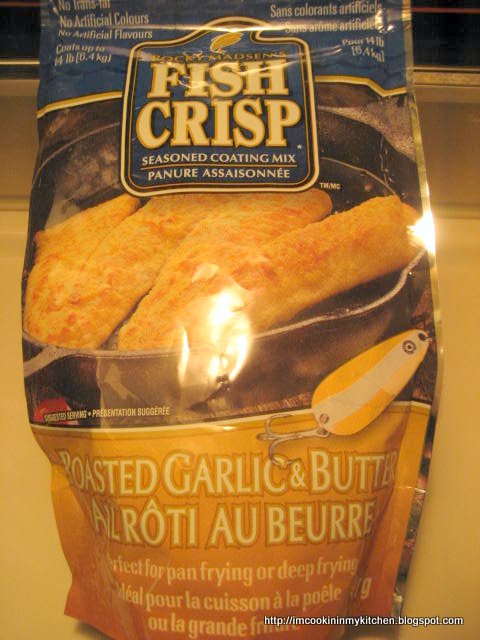 No Trans-fat
No Artificial Colours
No Artificial Flavours
Coats up to
14 lb (6.4 kg)
Sans colorants artificiels
Sans arôme artificiels
Pour 14 lb
(6,4 kg)
ROCKY MADSEN'S
FISH
CRISP
SEASONED COATING MIX
PANURE ASSAISONNÉE
TM/MC
SUGGESTED SERVING • PRÉSENTATION SUGGÉRÉE
ROASTED GARLIC & BUTTER
AIL RÔTI AU BEURRE
Perfect for pan frying or deep frying
Idéal pour la cuisson à la poêle
ou la grande friture
g
http://imcookininmykitchen.blogspot.com